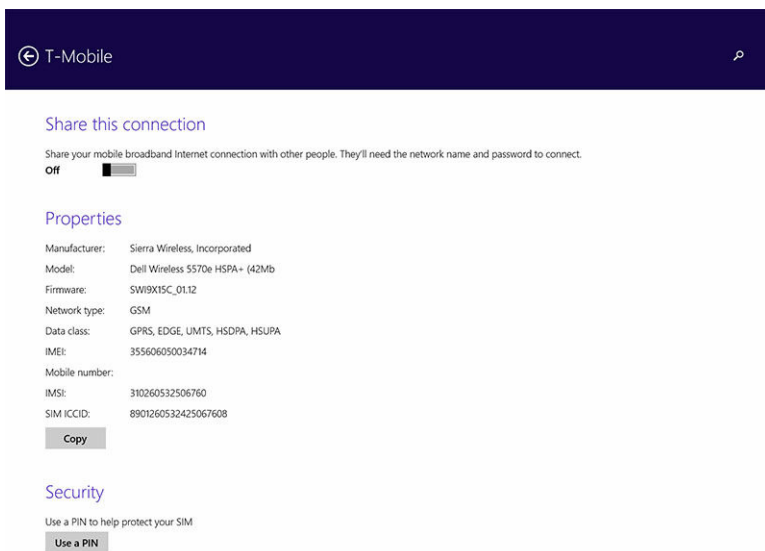 T-Mobile
Share this connection
Share your mobile broadband Internet connection with other people. They'll need the network name and password to connect.
Off
Properties
Manufacturer: Sierra Wireless, Incorporated
Model: Dell Wireless 5570e HSPA+ (42Mb
Firmware: SWI9X15C_01.12
Network type: GSM
Data class: GPRS, EDGE, UMTS, HSDPA, HSUPA
IMEI: 355606050034714
Mobile number:
IMSI: 310260532506760
SIM ICCID: 8901260532425067608
Copy
Security
Use a PIN to help protect your SIM
Use a PIN